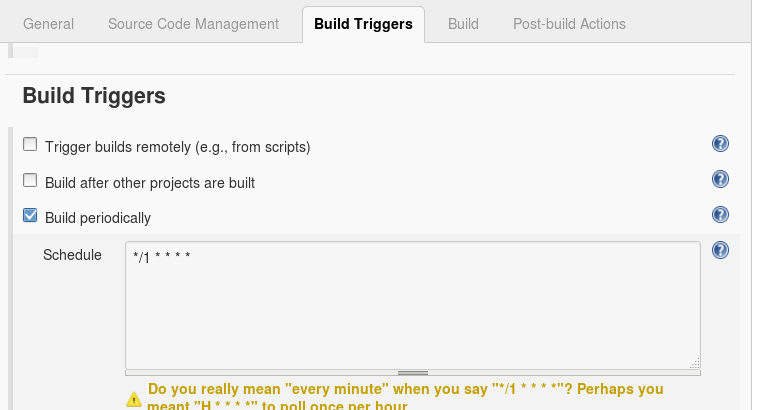 General Source Code Management Build Triggers Build Post-build Actions
Build Triggers
Trigger builds remotely (e.g., from scripts)
Build after other projects are built
Build periodically
Schedule */1 * * * *
Do you really mean "every minute" when you say "*/1 * * * *"? Perhaps you
meant "H * * * *" to poll once per hour